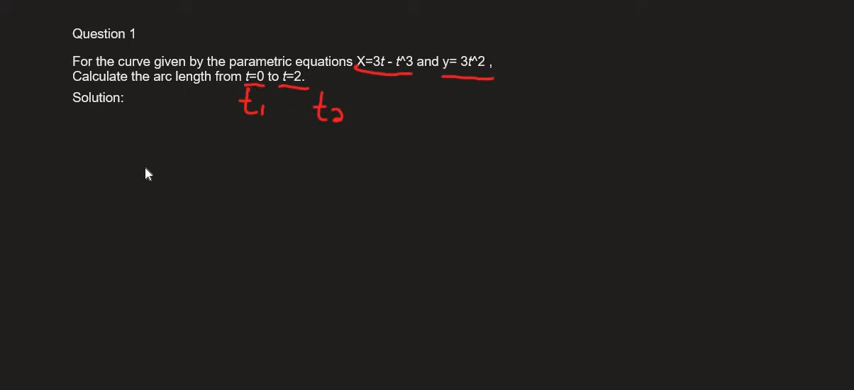 Question 1
For the curve given by the parametric equations X=3t - t^3 and y= 3t^2 ,
Calculate the arc length from t=0 to t=2.
Solution:
t1 t2